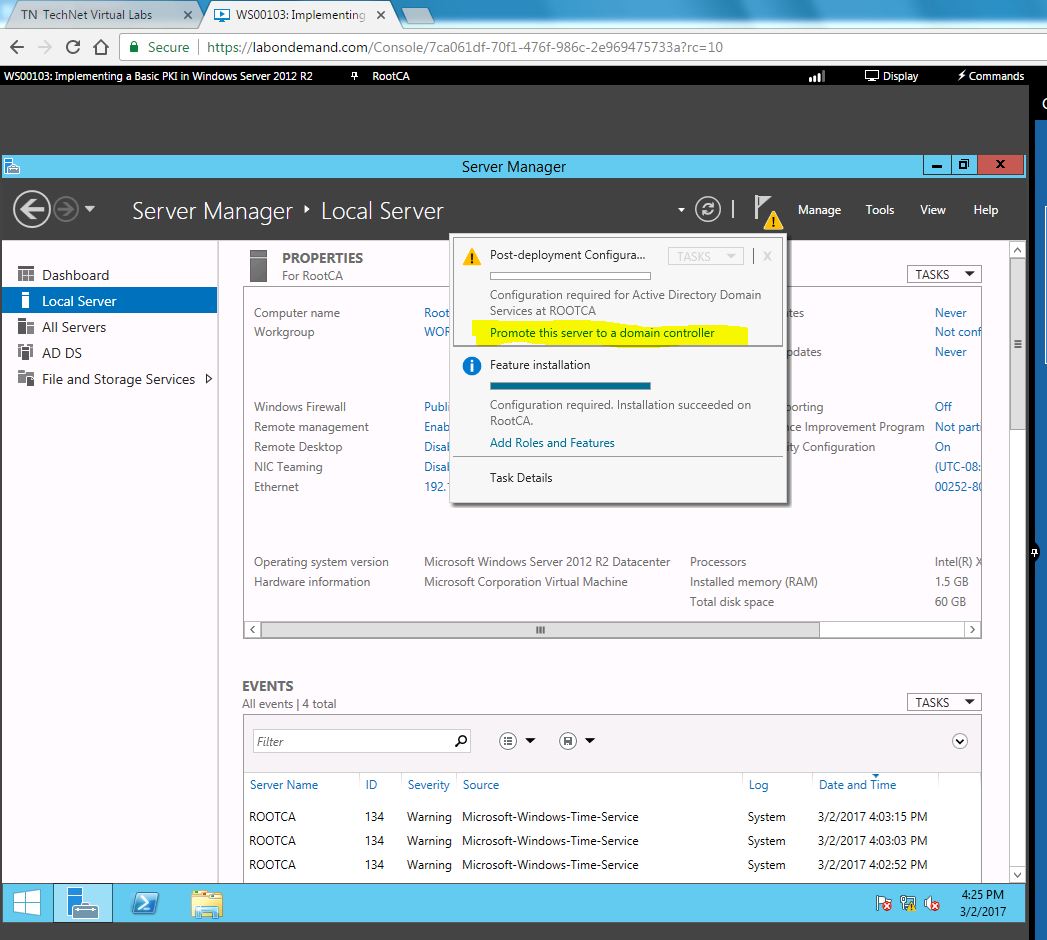 TN TechNet Virtual Labs
WS00103: Implementing
Secure
https://labondemand.com/Console/7ca061df-70f1-476f-986c-2e969475733a?rc=10
WS00103: Implementing a Basic PKI in Windows Server 2012 R2 RootCA Display Commands
Server Manager
Server Manager Local Server
Manage Tools View Help
Dashboard
Local Server
All Servers
AD DS
File and Storage Services
PROPERTIES
For RootCA
TASKS
Computer name Root
Workgroup WOR
Windows Firewall Publi
Remote management Enab
Remote Desktop Disal
NIC Teaming Disal
Ethernet 192.
Operating system version Microsoft Windows Server 2012 R2 Datacenter
Hardware information Microsoft Corporation Virtual Machine
Post-deployment Configura...
TASKS
Configuration required for Active Directory Domain
Services at ROOTCA
Promote this server to a domain controller
Feature installation
Configuration required. Installation succeeded on
RootCA.
Add Roles and Features
Task Details
tes Never
Not conf
pdates Never
porting Off
nce Improvement Program Not parti
ity Configuration On
(UTC-08:
00252-80
Processors Intel(R) X
Installed memory (RAM) 1.5 GB
Total disk space 60 GB
EVENTS
All events | 4 total
TASKS
Filter
Server Name ID Severity Source Log Date and Time
ROOTCA 134 Warning Microsoft-Windows-Time-Service System 3/2/2017 4:03:15 PM
ROOTCA 134 Warning Microsoft-Windows-Time-Service System 3/2/2017 4:03:03 PM
ROOTCA 134 Warning Microsoft-Windows-Time-Service System 3/2/2017 4:02:52 PM
4:25 PM
3/2/2017